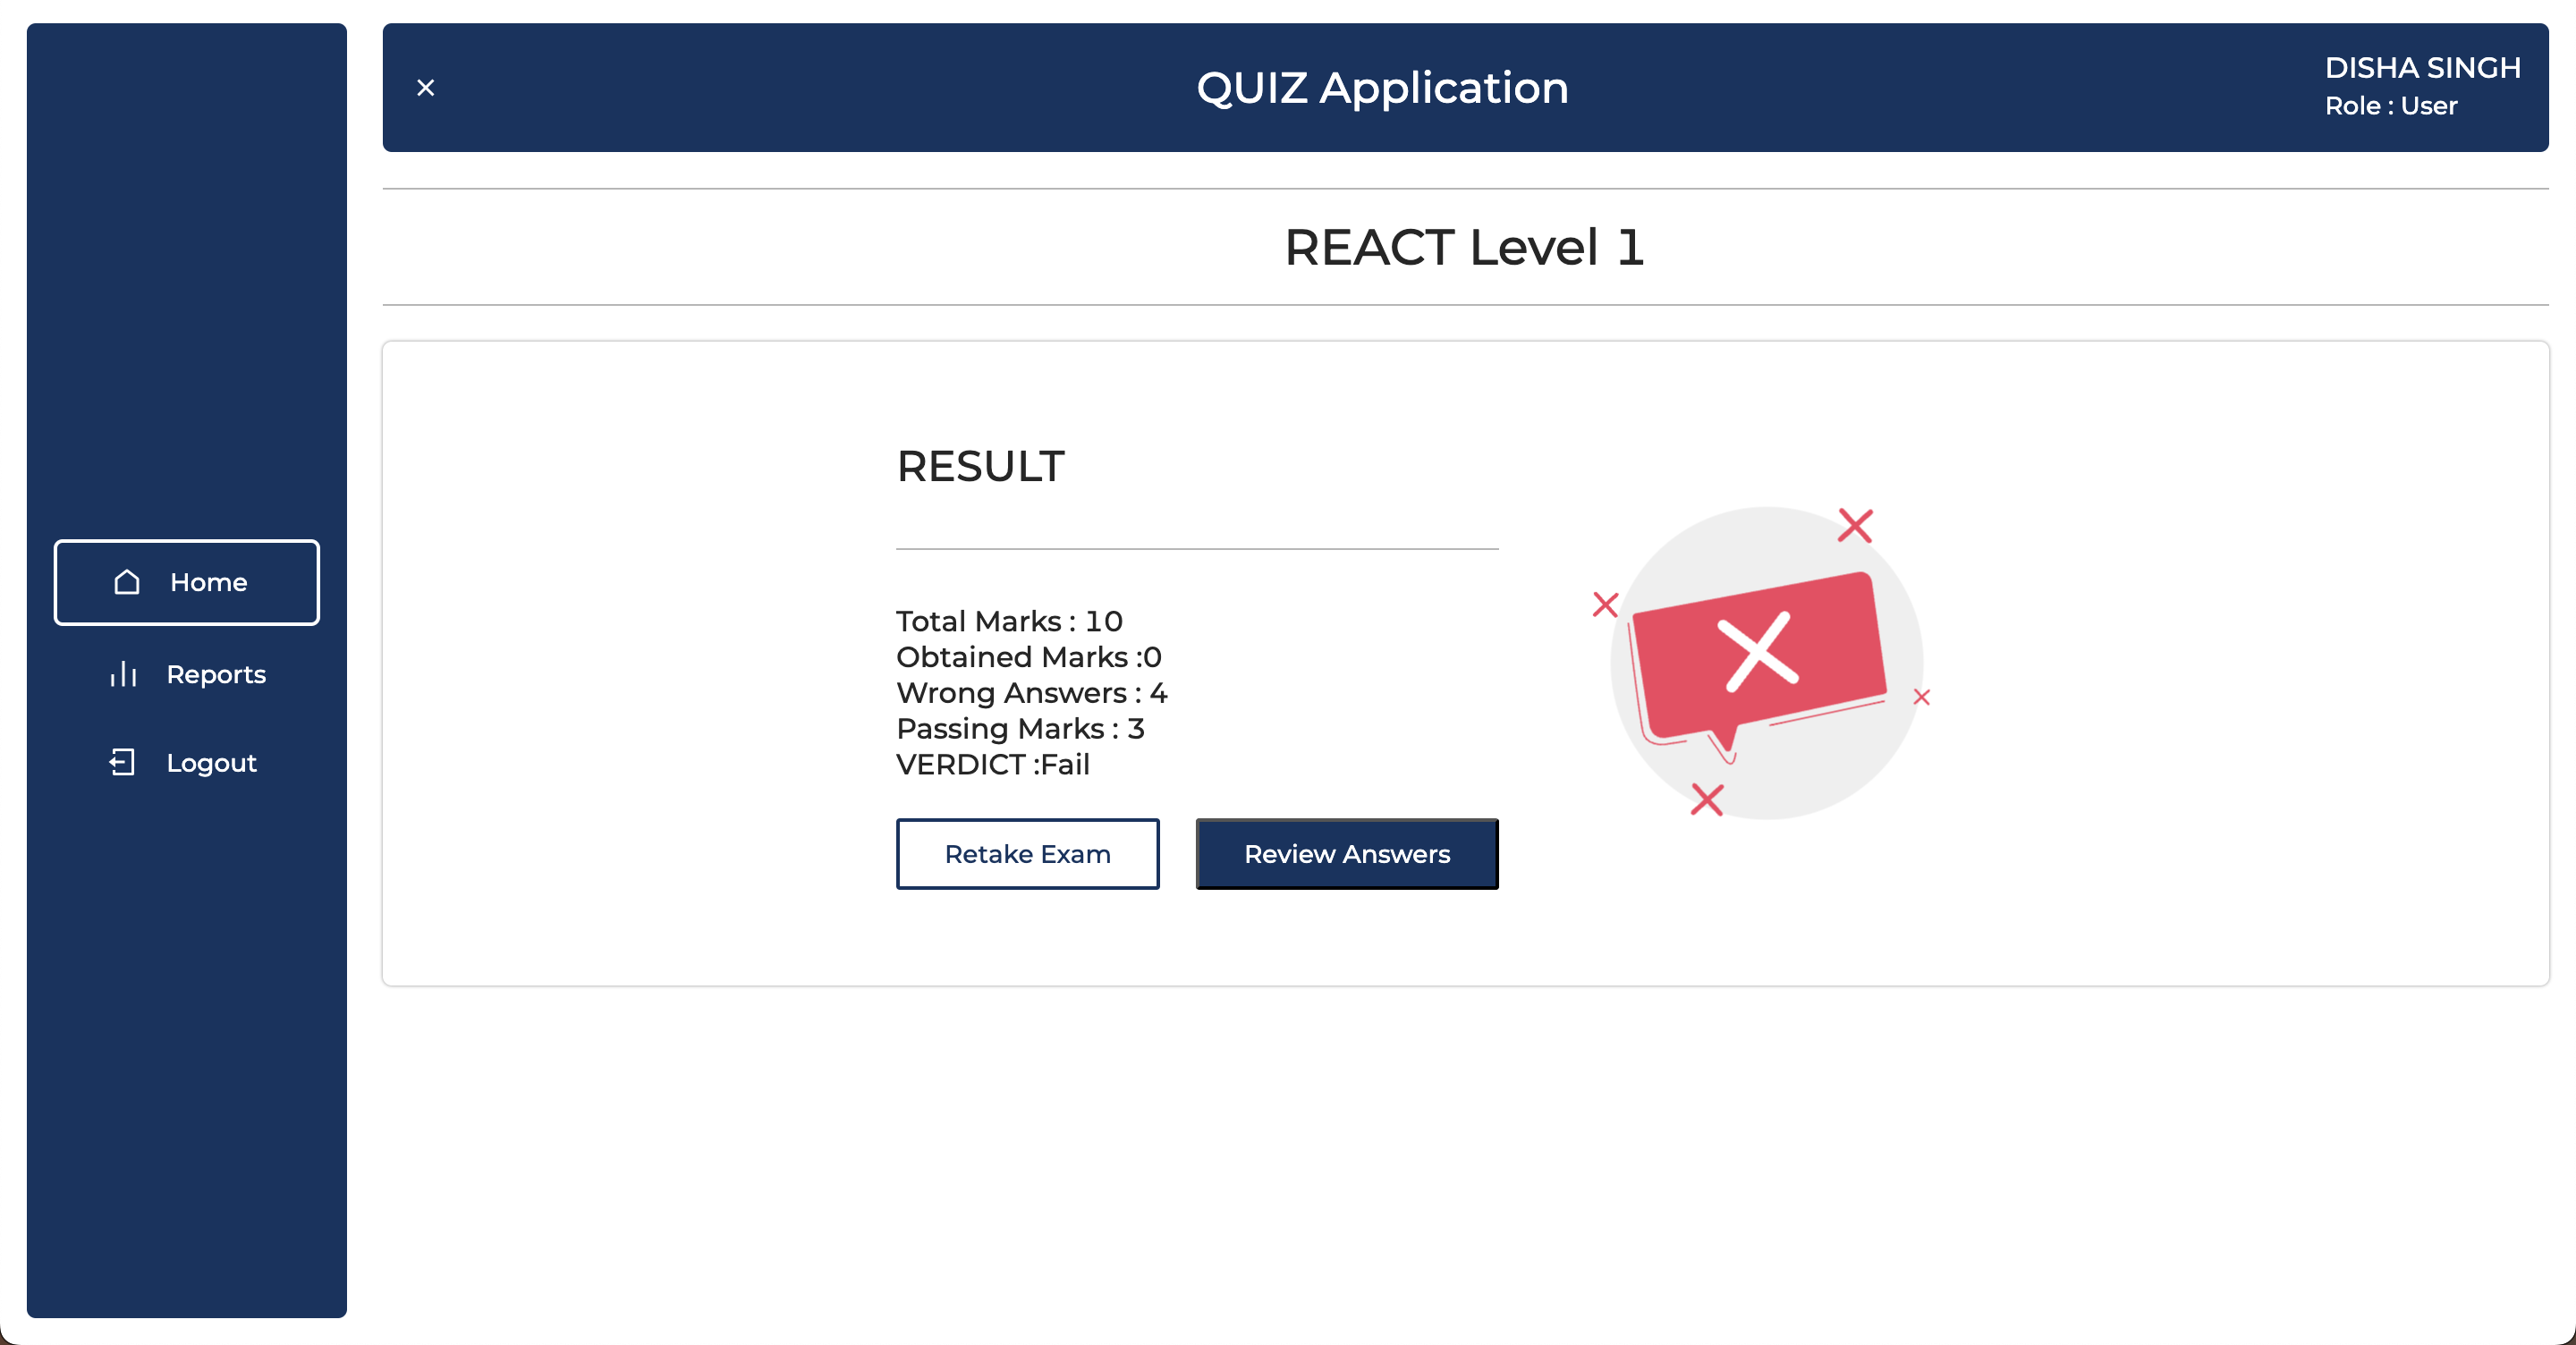 QUIZ Application
DISHA SINGH
Role : User
Home
Reports
Logout
REACT Level 1
RESULT
Total Marks : 10
Obtained Marks :0
Wrong Answers : 4
Passing Marks : 3
VERDICT :Fail
Retake Exam
Review Answers